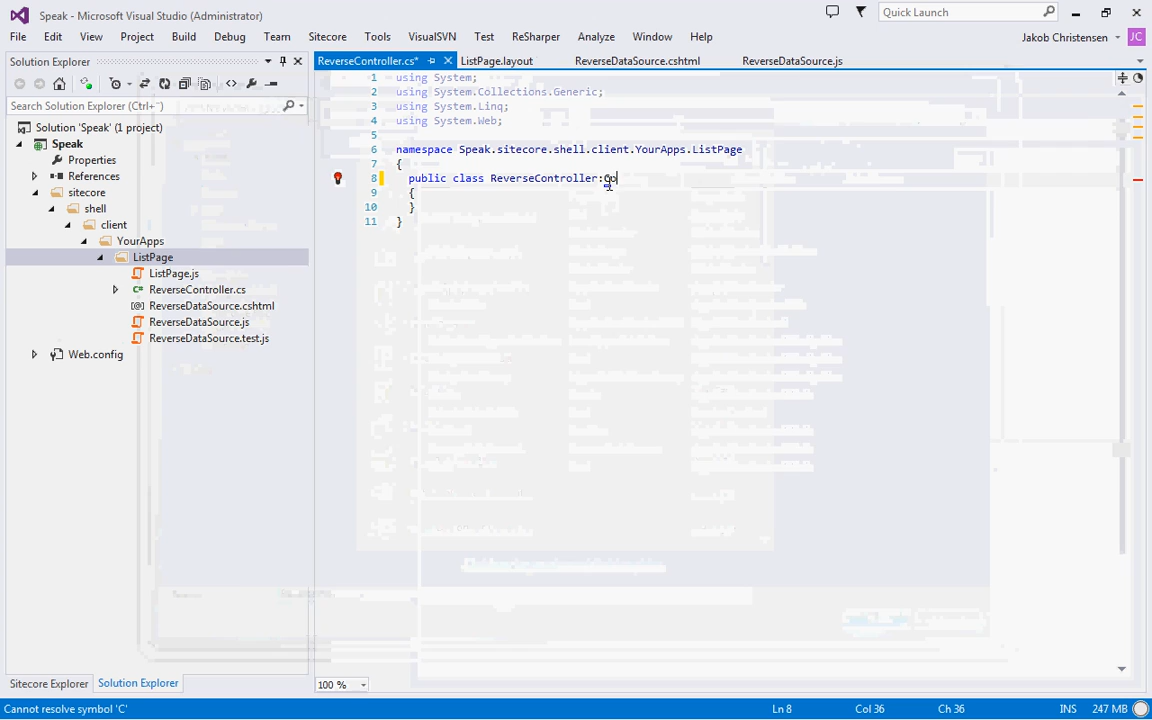 Speak - Microsoft Visual Studio (Administrator)
Quick Launch
File Edit View Project Build Debug Team Sitecore Tools VisualSVN Test ReSharper Analyze Window Help
Jakob Christensen JC
Solution Explorer
Search Solution Explorer (Ctrl+¨)
Solution 'Speak' (1 project)
Speak
Properties
References
sitecore
shell
client
YourApps
ListPage
ListPage.js
ReverseController.cs
ReverseDataSource.cshtml
ReverseDataSource.js
ReverseDataSource.test.js
Web.config
Sitecore Explorer Solution Explorer
ReverseController.cs* ListPage.layout ReverseDataSource.cshtml ReverseDataSource.js
1 using System;
2 using System.Collections.Generic;
3 using System.Linq;
4 using System.Web;
5
6 namespace Speak.sitecore.shell.client.YourApps.ListPage
7 {
8 public class ReverseController:Co
9 {
10 }
11 }
100 %
Cannot resolve symbol 'C' Ln 8 Col 36 Ch 36 INS 247 MB